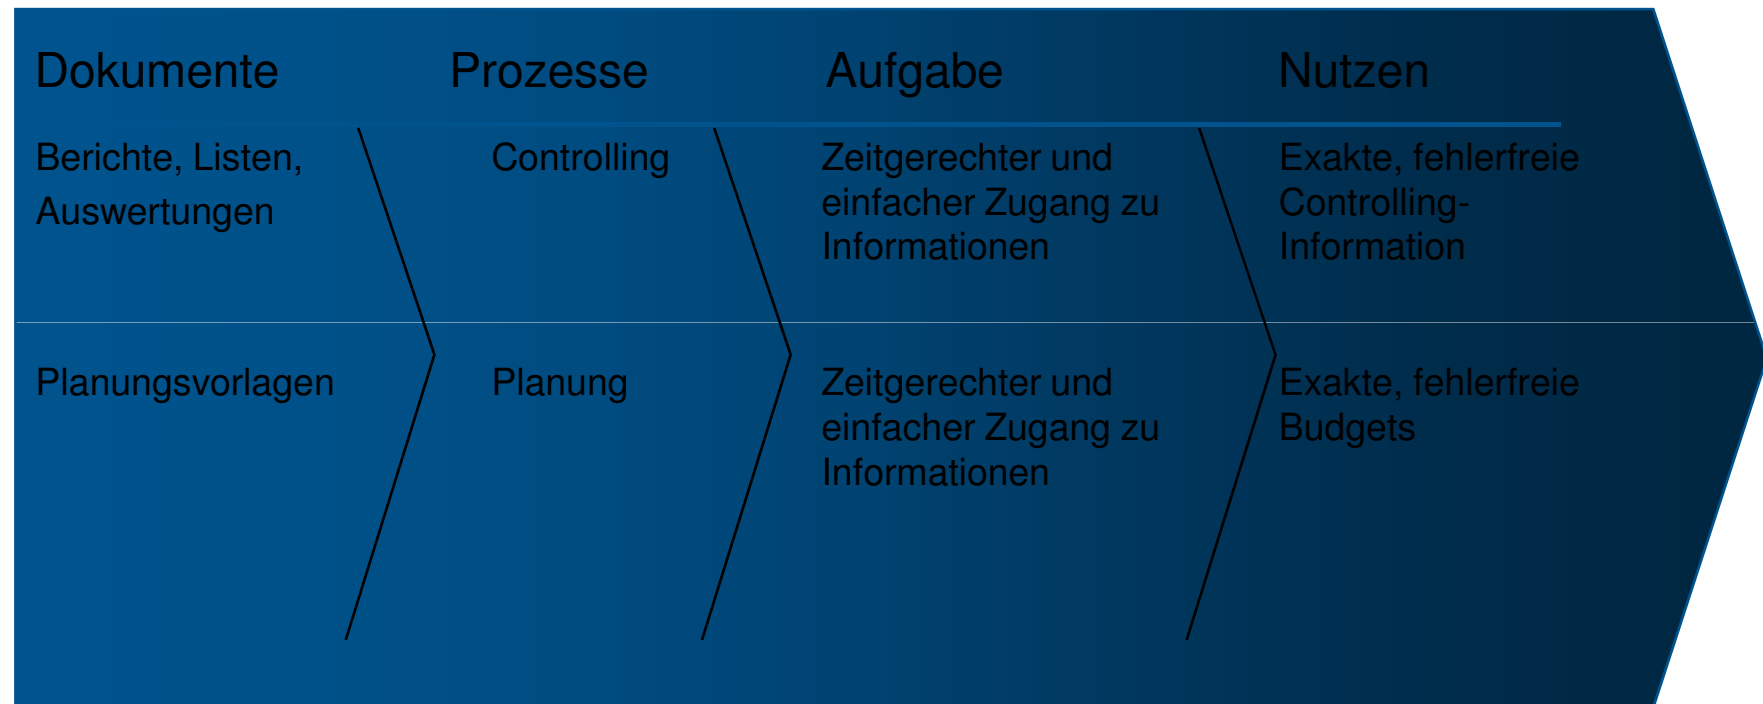 Dokumente
Prozesse
Aufgabe
Nutzen
Berichte, Listen,
Auswertungen
Controlling
Zeitgerechter und
einfacher Zugang zu
Informationen
Exakte, fehlerfreie
Controlling-
Information
Planungsvorlagen
Planung
Zeitgerechter und
einfacher Zugang zu
Informationen
Exakte, fehlerfreie
Budgets